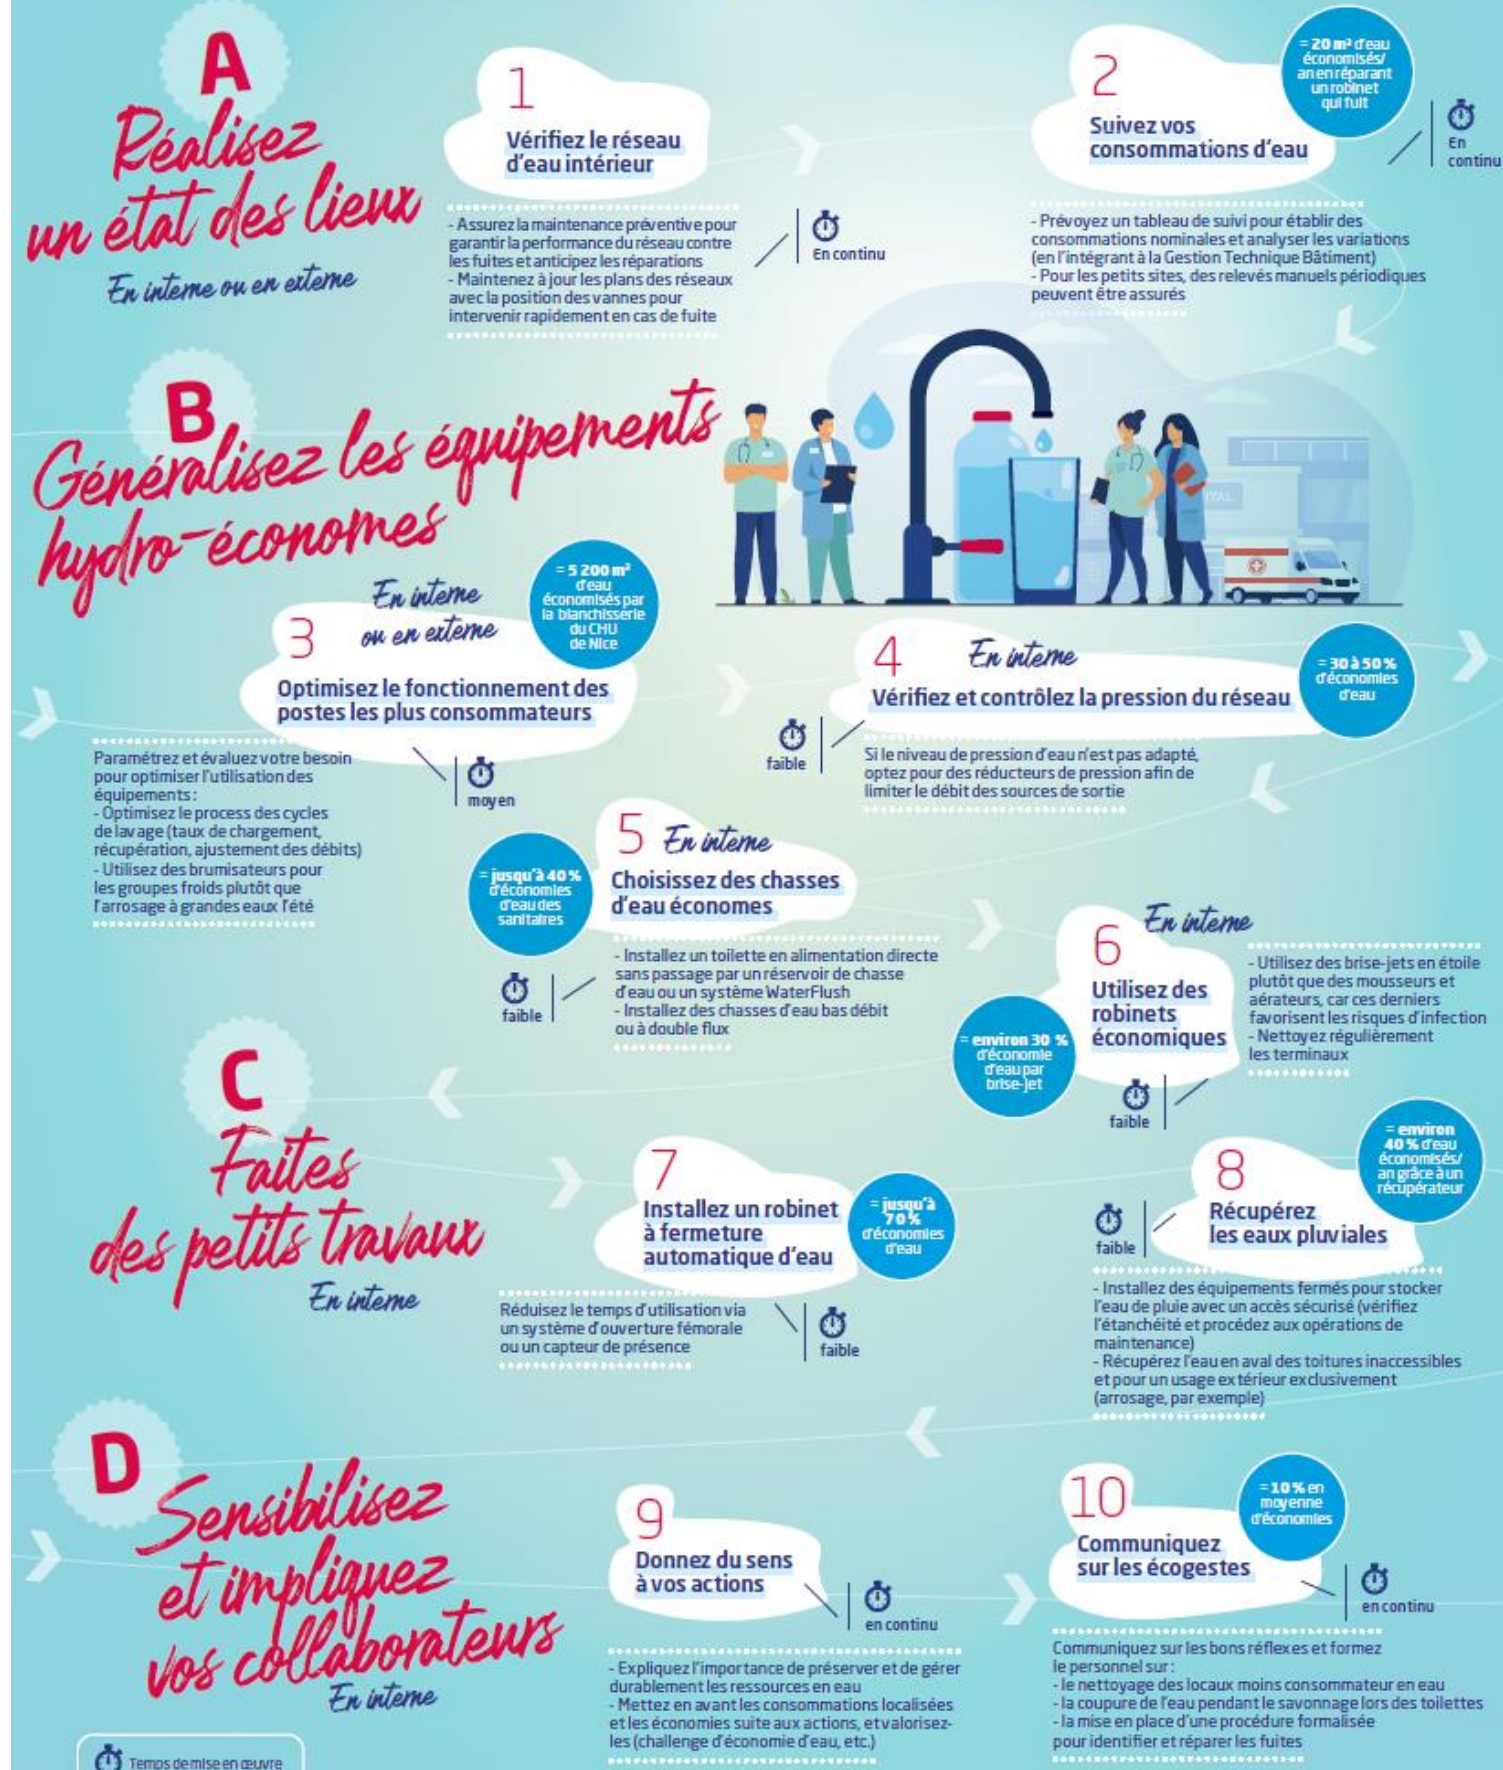 A
Réalisez
un état des lieux
En interne ou en externe
1
Vérifiez le réseau
d'eau intérieur
- Assurez la maintenance préventive pour
garantir la performance du réseau contre
les fuites et anticipez les réparations
- Maintenez à jour les plans des réseaux
avec la position des vannes pour
intervenir rapidement en cas de fuite
En continu
2
Suivez vos
consommations d'eau
= 20 m³ d'eau
économisés/
an en réparant
un robinet
qui fuit
En
continu
- Prévoyez un tableau de suivi pour établir des
consommations nominales et analyser les variations
(en l'intégrant à la Gestion Technique Bâtiment)
- Pour les petits sites, des relevés manuels périodiques
peuvent être assurés
B
Généralisez les équipements
hydro-économes
ITAL
3
En interne
ou en externe
= 5 200 m³
d'eau
économisés par
la blanchisserie
du CHU
de Nice
Optimisez le fonctionnement des
postes les plus consommateurs
moyen
Paramétrez et évaluez votre besoin
pour optimiser l'utilisation des
équipements :
- Optimisez le process des cycles
de lavage (taux de chargement,
récupération, ajustement des débits)
- Utilisez des brumisateurs pour
les groupes froids plutôt que
l'arrosage à grandes eaux l'été
4
En interne
Vérifiez et contrôlez la pression du réseau
= 30 à 50 %
d'économies
d'eau
faible
Si le niveau de pression d'eau n'est pas adapté,
optez pour des réducteurs de pression afin de
limiter le débit des sources de sortie
5
En interne
Choisissez des chasses
d'eau économes
= jusqu'à 40 %
d'économies
d'eau des
sanitaires
faible
- Installez un toilette en alimentation directe
sans passage par un réservoir de chasse
d'eau ou un système WaterFlush
- Installez des chasses d'eau bas débit
ou à double flux
6
En interne
Utilisez des
robinets
économiques
= environ 30 %
d'économie
d'eau par
brise-jet
faible
- Utilisez des brise-jets en étoile
plutôt que des mousseurs et
aérateurs, car ces derniers
favorisent les risques d'infection
- Nettoyez régulièrement
les terminaux
C
Faites
des petits travaux
En interne
7
Installez un robinet
à fermeture
automatique d'eau
= jusqu'à
70 %
d'économies
d'eau
faible
Réduisez le temps d'utilisation via
un système d'ouverture fémorale
ou un capteur de présence
8
Récupérez
les eaux pluviales
= environ
40 % d'eau
économisés/
an grâce à un
récupérateur
faible
- Installez des équipements fermés pour stocker
l'eau de pluie avec un accès sécurisé (vérifiez
l'étanchéité et procédez aux opérations de
maintenance)
- Récupérez l'eau en aval des toitures inaccessibles
et pour un usage extérieur exclusivement
(arrosage, par exemple)
D
Sensibilisez
et impliquez
vos collaborateurs
En interne
9
Donnez du sens
à vos actions
en continu
- Expliquez l'importance de préserver et de gérer
durablement les ressources en eau
- Mettez en avant les consommations localisées
et les économies suite aux actions, et valorisez-
les (challenge d'économie d'eau, etc.)
10
Communiquez
sur les écogestes
= 10 % en
moyenne
d'économies
en continu
Communiquez sur les bons réflexes et formez
le personnel sur :
- le nettoyage des locaux moins consommateur en eau
- la coupure de l'eau pendant le savonnage lors des toilettes
- la mise en place d'une procédure formalisée
pour identifier et réparer les fuites
Temps de mise en œuvre